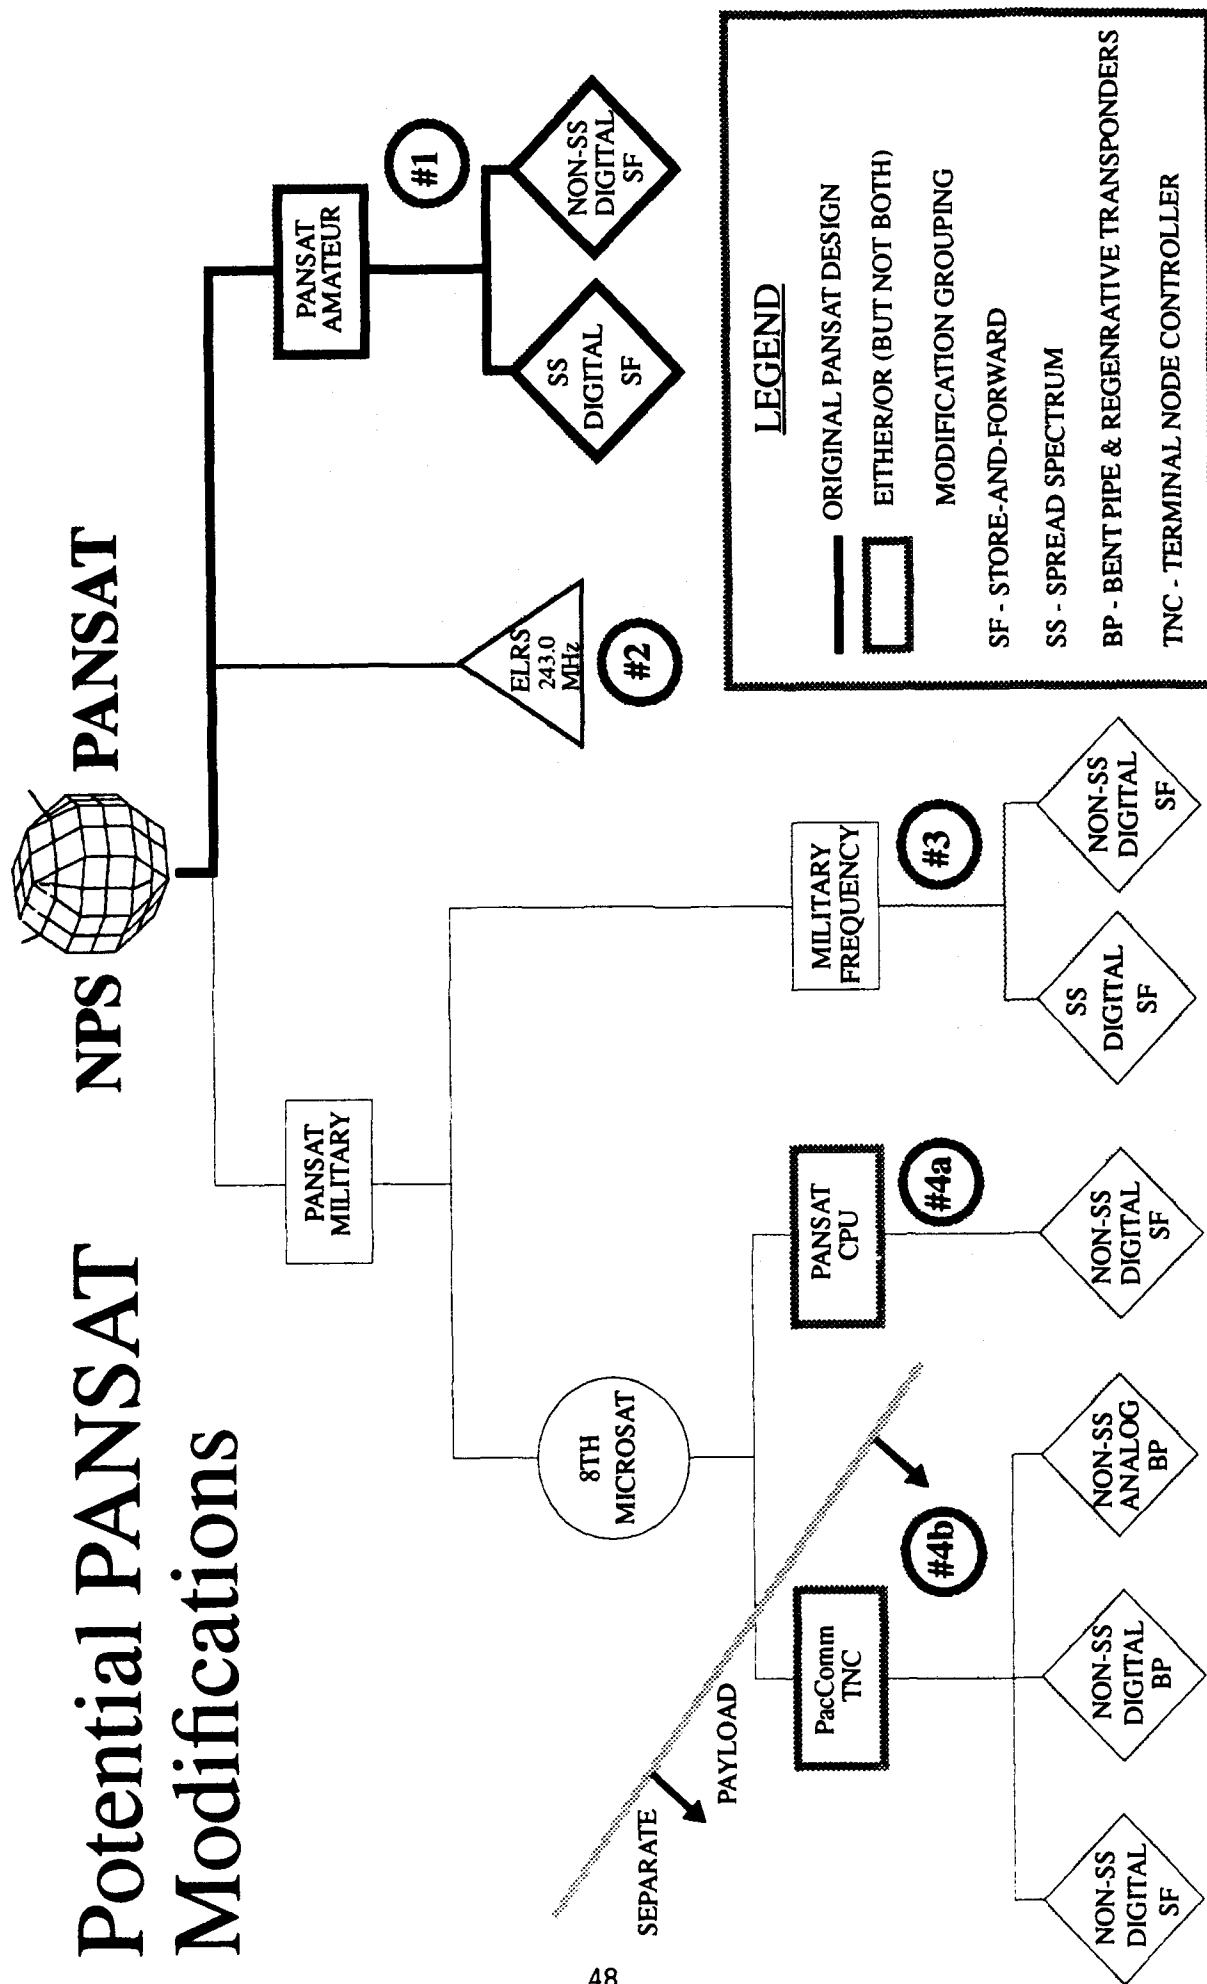 Potential PANSAT
Modifications
NPS PANSAT
PANSAT
MILITARY
PANSAT
AMATEUR
#1
SS
DIGITAL
SF
NON-SS
DIGITAL
SF
ELRS
243.0
MHz
#2
8TH
MICROSAT
MILITARY
FREQUENCY
#3
SS
DIGITAL
SF
NON-SS
DIGITAL
SF
SEPARATE
PAYLOAD
PacComm
TNC
#4b
PANSAT
CPU
#4a
NON-SS
DIGITAL
SF
NON-SS
DIGITAL
BP
NON-SS
ANALOG
BP
NON-SS
DIGITAL
SF
LEGEND
ORIGINAL PANSAT DESIGN
EITHER/OR (BUT NOT BOTH)
MODIFICATION GROUPING
SF - STORE-AND-FORWARD
SS - SPREAD SPECTRUM
BP - BENT PIPE & REGENRATIVE TRANSPONDERS
TNC - TERMINAL NODE CONTROLLER
48